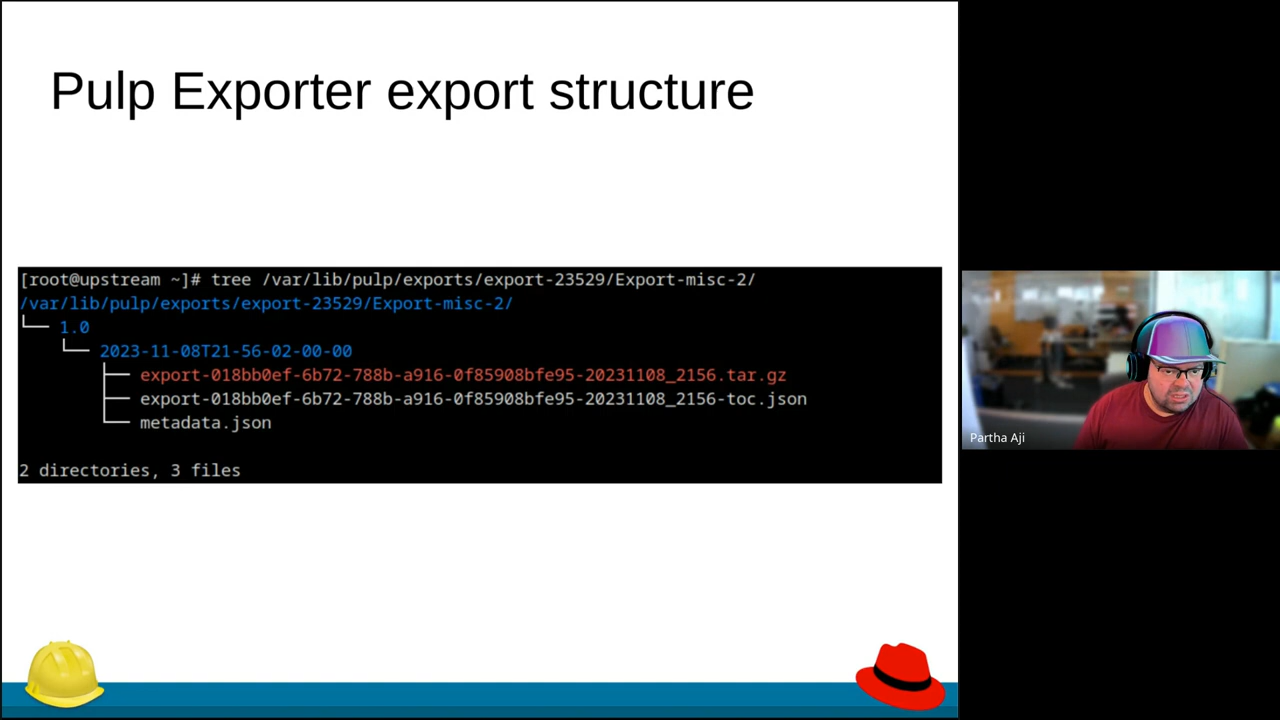 Pulp Exporter export structure
[root@upstream ~]# tree /var/lib/pulp/exports/export-23529/Export-misc-2/
/var/lib/pulp/exports/export-23529/Export-misc-2/
└── 1.0
    └── 2023-11-08T21-56-02-00-00
        ├── export-018bb0ef-6b72-788b-a916-0f85908bfe95-20231108_2156.tar.gz
        ├── export-018bb0ef-6b72-788b-a916-0f85908bfe95-20231108_2156-toc.json
        └── metadata.json
2 directories, 3 files
Partha Aji